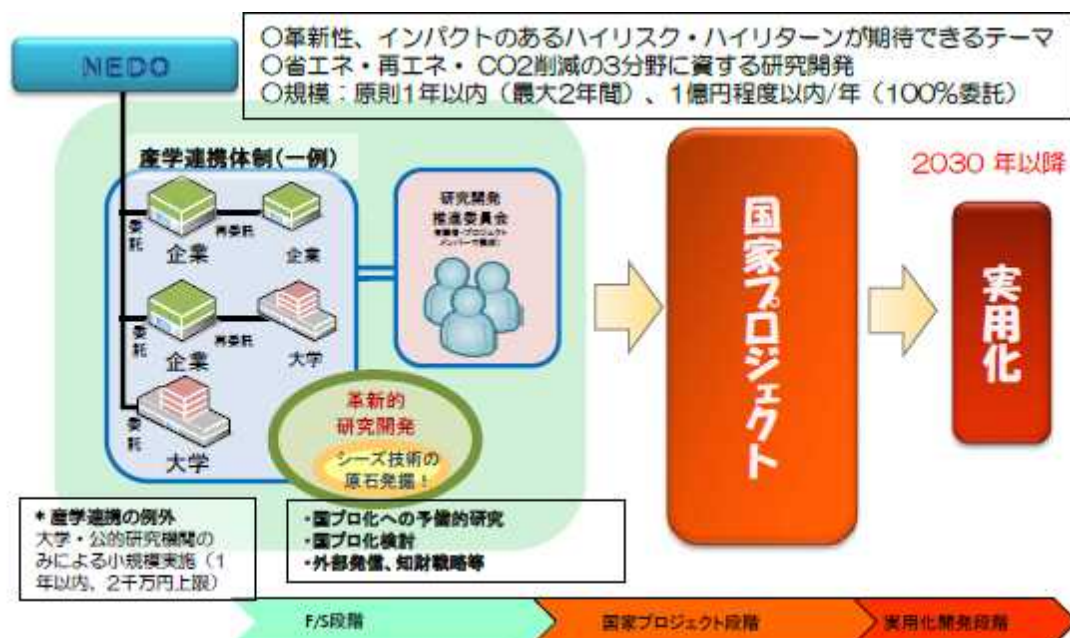 NEDO
○革新性、インパクトのあるハイリスク・ハイリターンが期待できるテーマ
○省エネ・再エネ・CO2削減の3分野に資する研究開発
○規模：原則1年以内（最大2年間）、1億円程度以内/年（100%委託）
産学連携体制(一例)
委託
企業
再委託
企業
委託
企業
再委託
大学
委託
大学
研究開発
推進委員会
革新的
研究開発
シーズ技術の
原石発掘！
国家プロジェクト
2030 年以降
実用化
* 産学連携の例外
大学・公的研究機関の
みによる小規模実施（1
年以内、2千万円上限）
・国プロ化への予備的研究
・国プロ化検討
・外部発信、知財戦略等
F/S段階
国家プロジェクト段階
実用化開発段階